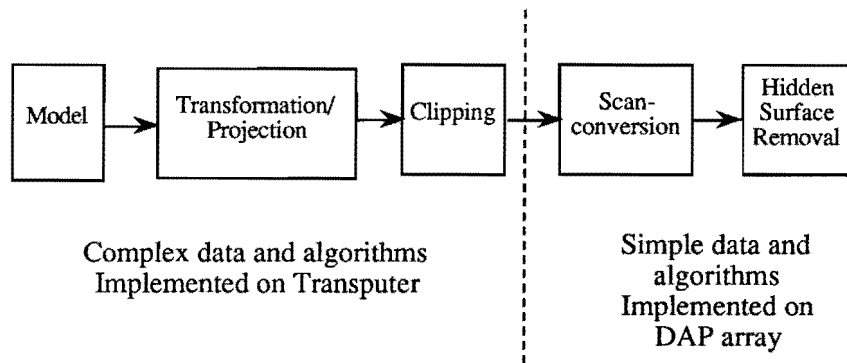 Model
Transformation/
Projection
Clipping
Scan-
conversion
Hidden
Surface
Removal
Complex data and algorithms
Implemented on Transputer
Simple data and
algorithms
Implemented on
DAP array